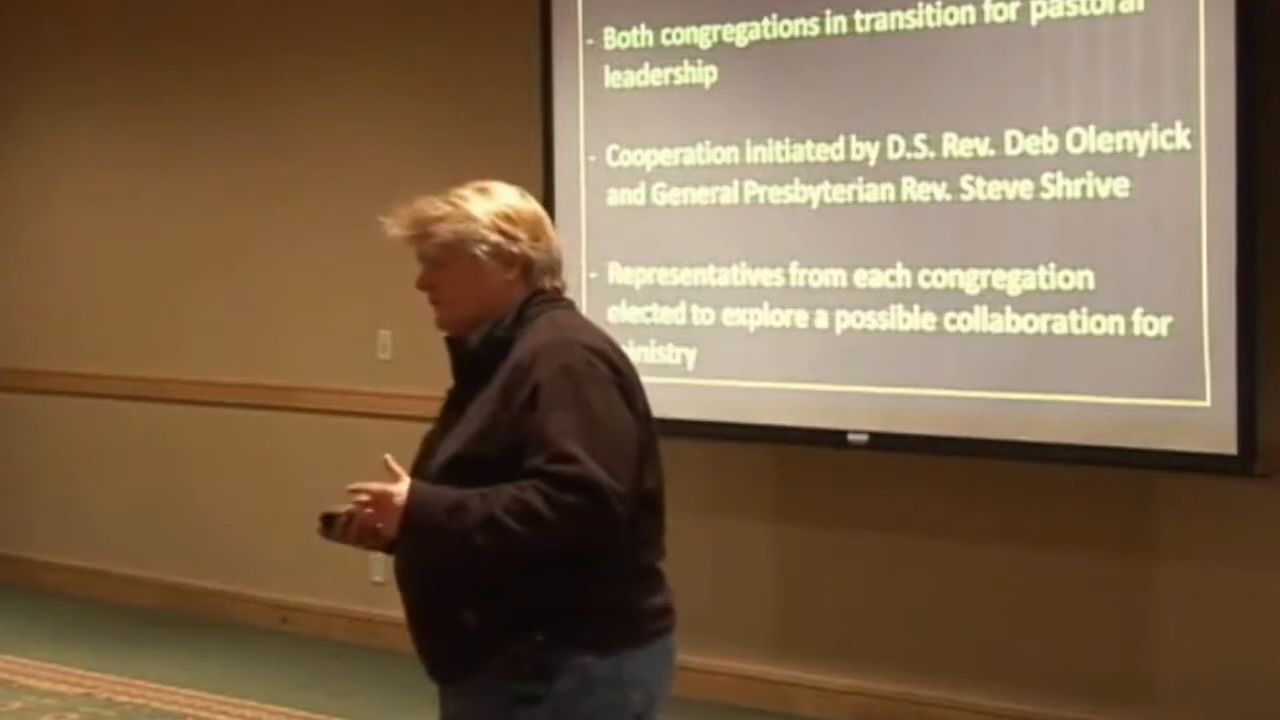 - Both congregations in transition for pastoral
leadership
- Cooperation initiated by D.S. Rev. Deb Olenyick
and General Presbyterian Rev. Steve Shrive
- Representatives from each congregation
elected to explore a possible collaboration for
ministry